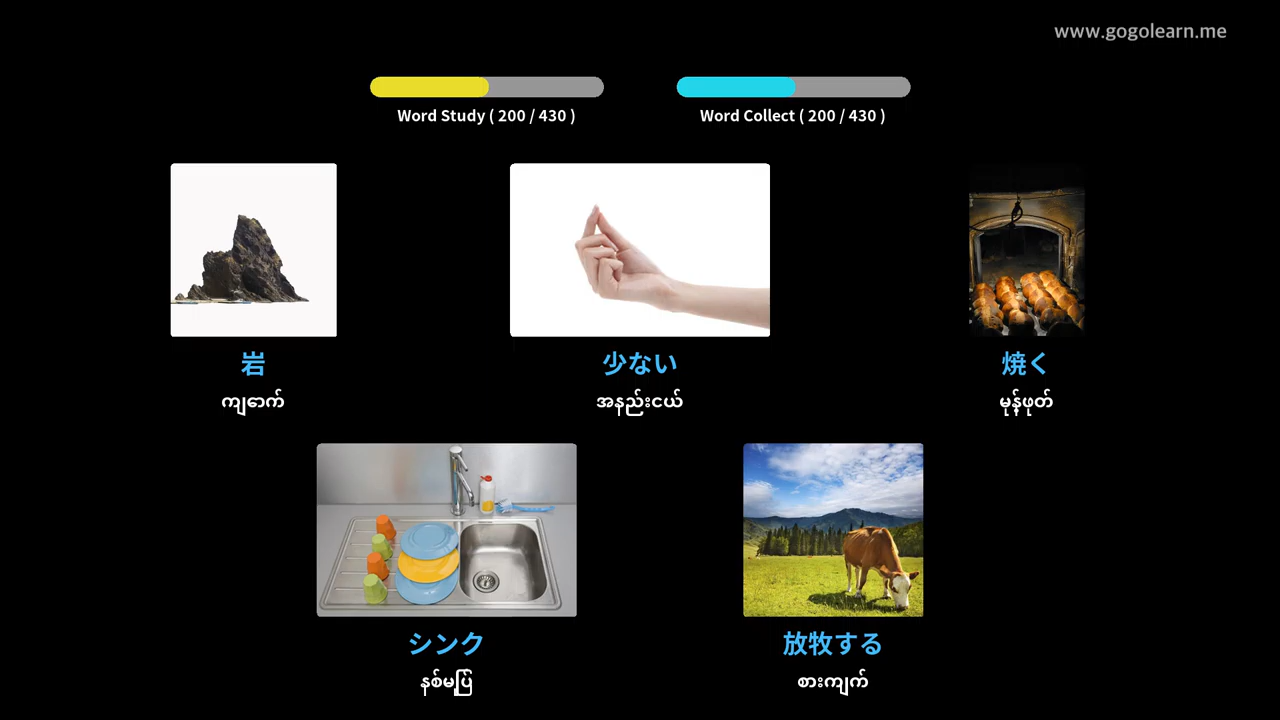 www.gogolearn.me
Word Study ( 200 / 430 )
Word Collect ( 200 / 430 )
岩
少ない
焼く
ကျောက်
အနည်းငယ်
မုန့်ဖုတ်
シンク
放牧する
နစ်မပြ်
စားကျက်